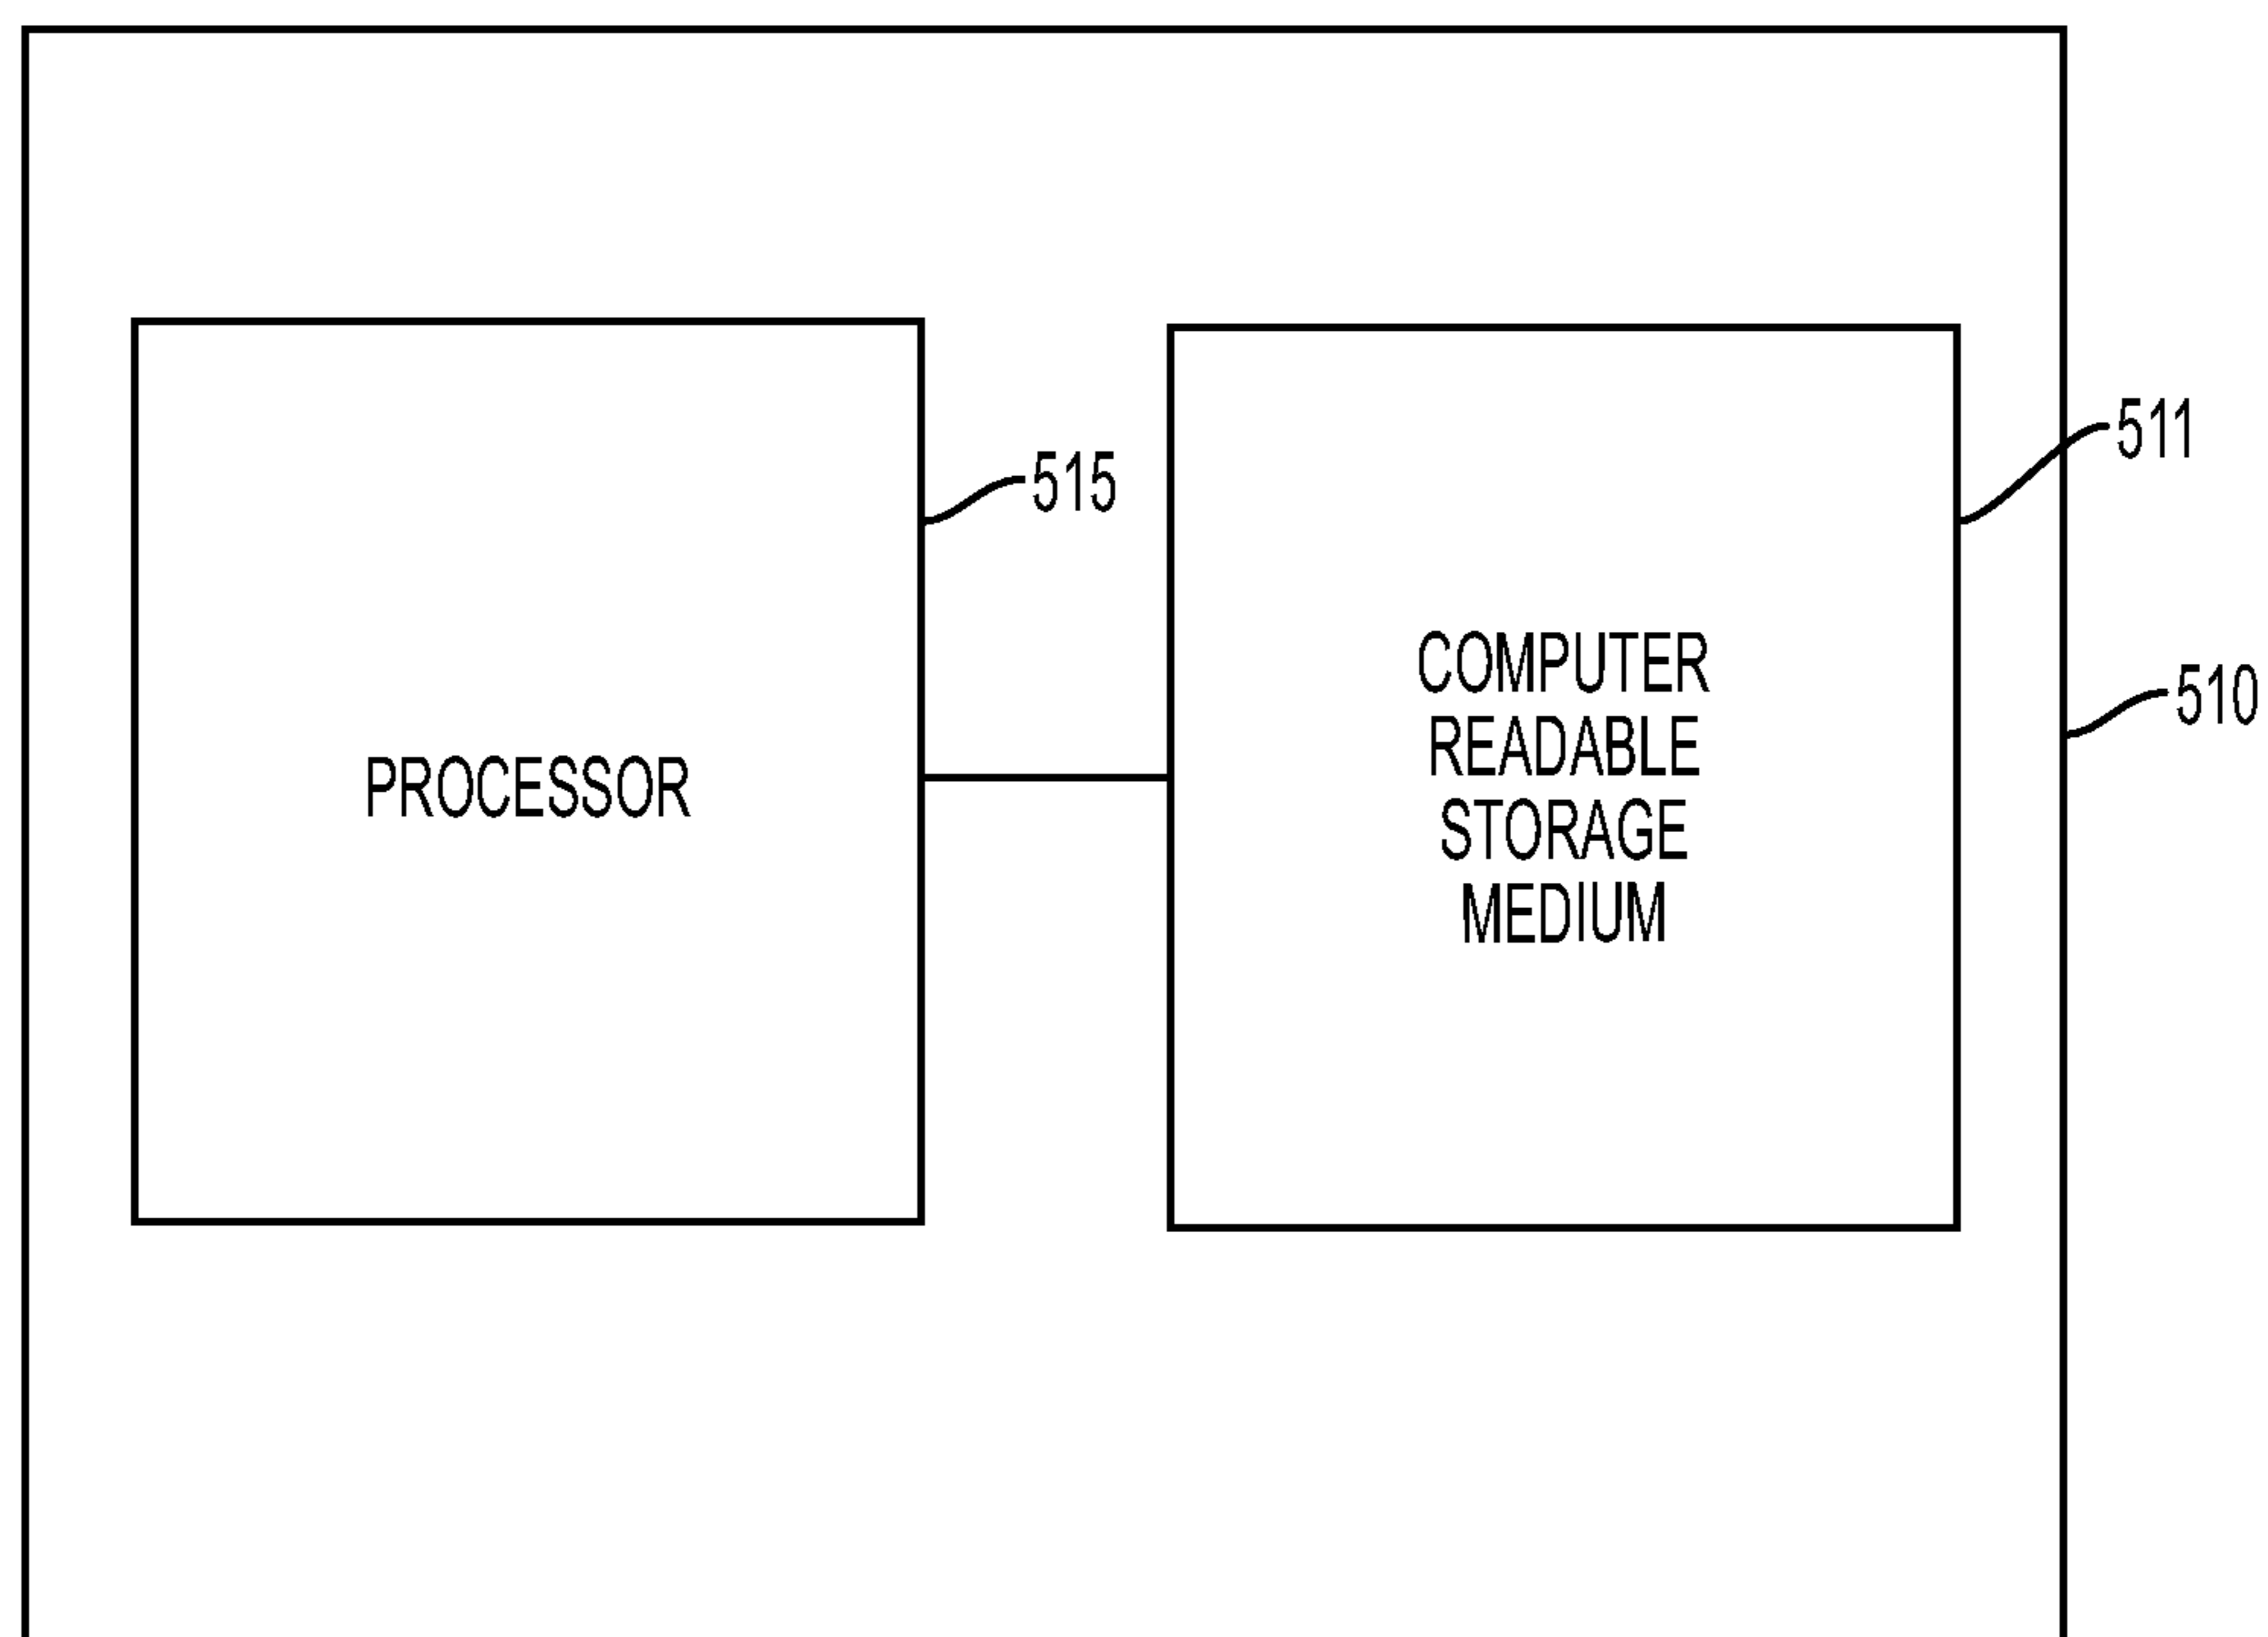 511
515
COMPUTER
READABLE
STORAGE
MEDIUM
510
PROCESSOR